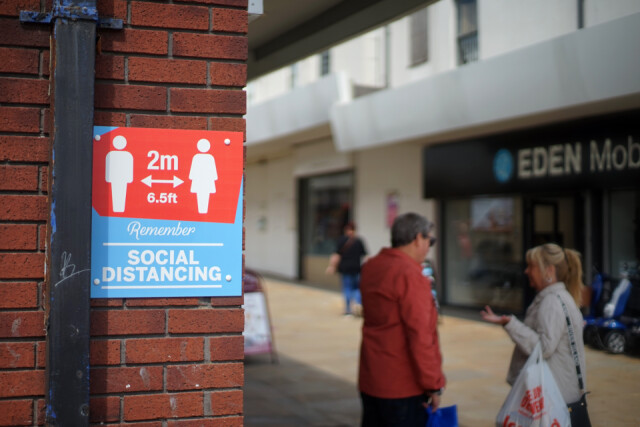 2m
6.5ft
Remember
SOCIAL
DISTANCING
EDEN Mob